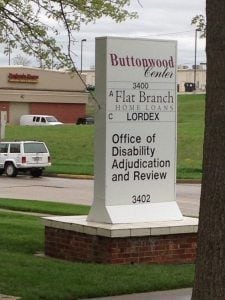 Buttonwood
Center
3400
A Flat Branch
HOME LOANS
C LORDEX
Office of
Disability
Adjudication
and Review
3402